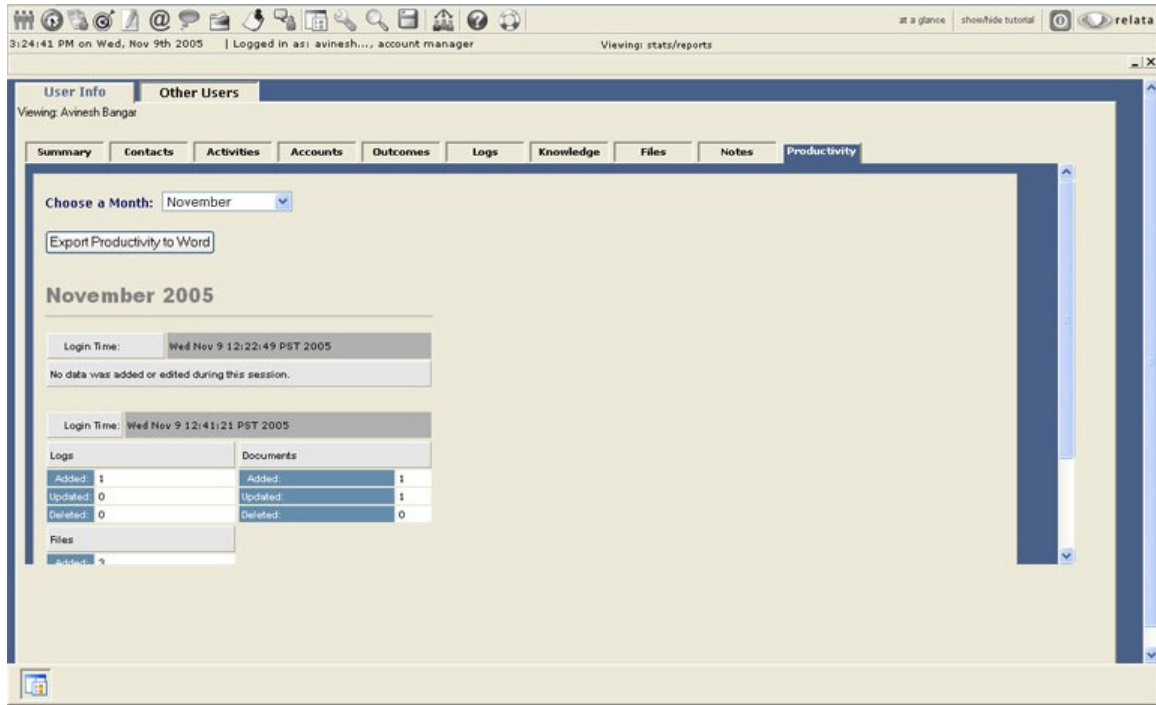 at a glance show/hide tutorial relata
3:24:41 PM on Wed, Nov 9th 2005 | Logged in as: avinesh..., account manager Viewing: stats/reports
User Info Other Users
Viewing: Avinesh Bangar
Summary Contacts Activities Accounts Outcomes Logs Knowledge Files Notes Productivity
Choose a Month: November
Export Productivity to Word
November 2005
Login Time: Wed Nov 9 12:22:49 PST 2005
No data was added or edited during this session.
Login Time: Wed Nov 9 12:41:21 PST 2005
Logs Documents
Added: 1 Added: 1
Updated: 0 Updated: 1
Deleted: 0 Deleted: 0
Files
Added: